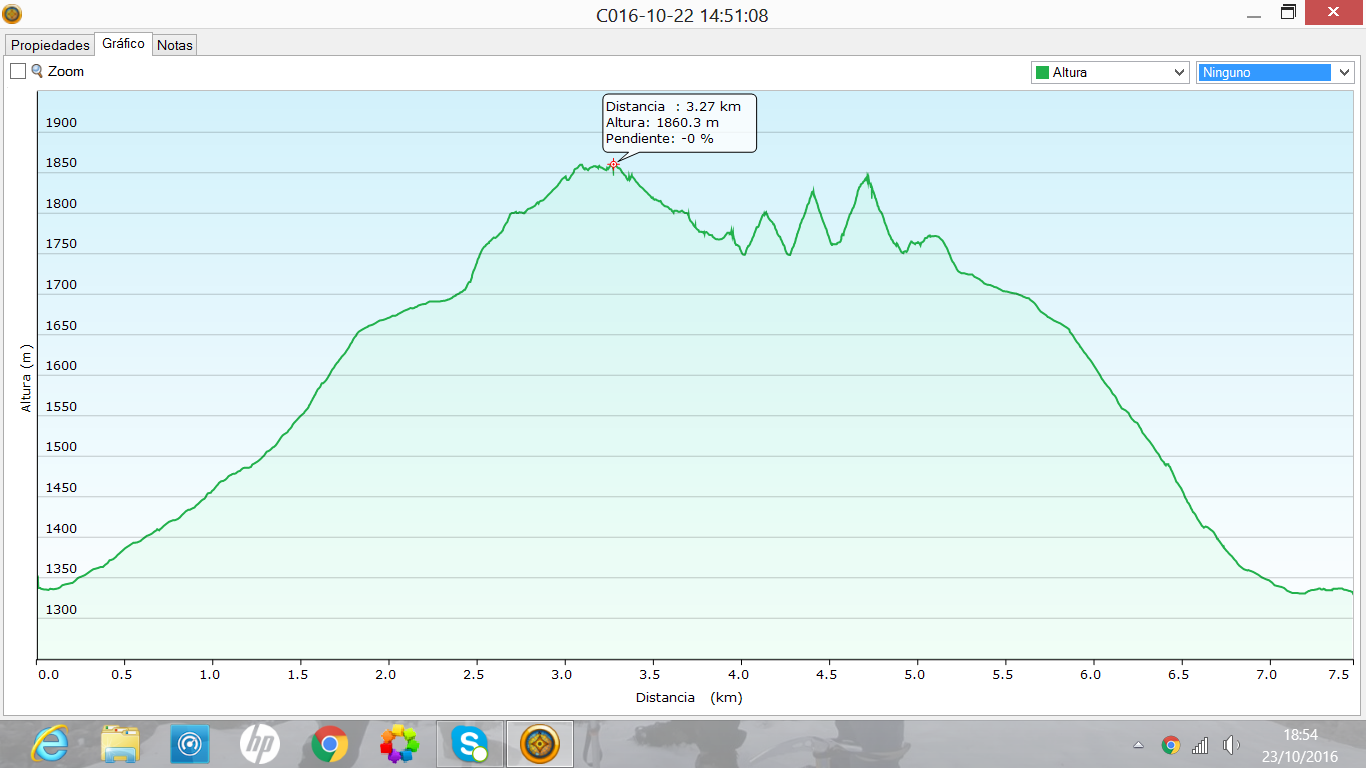 C016-10-22 14:51:08
Propiedades Gráfico Notas
Zoom Altura Ninguno
Distancia : 3.27 km
Altura: 1860.3 m
Pendiente: -0 %
1900
1850
1800
1750
1700
1650
1600
1550
1500
1450
1400
1350
1300
Altura (m)
0.0 0.5 1.0 1.5 2.0 2.5 3.0 3.5 4.0 4.5 5.0 5.5 6.0 6.5 7.0 7.5
Distancia (km)
hp
18:54
23/10/2016